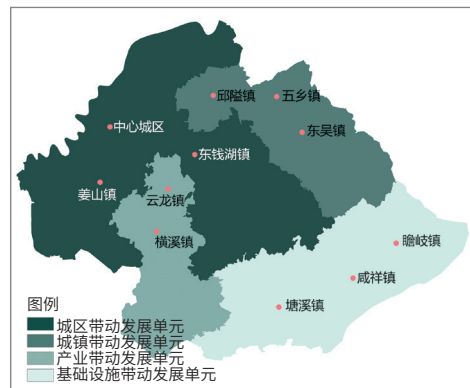 邱隘镇
五乡镇
中心城区
东吴镇
东钱湖镇
姜山镇
云龙镇
横溪镇
瞻岐镇
咸祥镇
塘溪镇
图例
城区带动发展单元
城镇带动发展单元
产业带动发展单元
基础设施带动发展单元